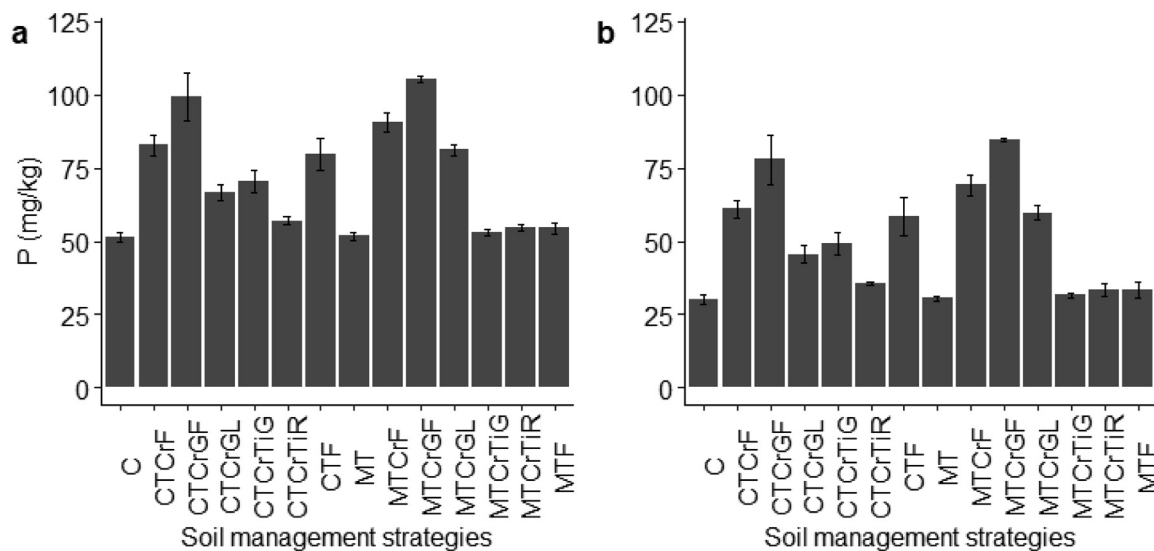 a
P (mg/kg)
125
100
75
50
25
0
C
CTCrF
CTCrGF
CTCrGL
CTCrTiG
CTCrTiR
CTF
MT
MTCrF
MTCrGF
MTCrGL
MTCrTiG
MTCrTiR
MTF
Soil management strategies
b
125
100
75
50
25
0
C
CTCrF
CTCrGF
CTCrGL
CTCrTiG
CTCrTiR
CTF
MT
MTCrF
MTCrGF
MTCrGL
MTCrTiG
MTCrTiR
MTF
Soil management strategies